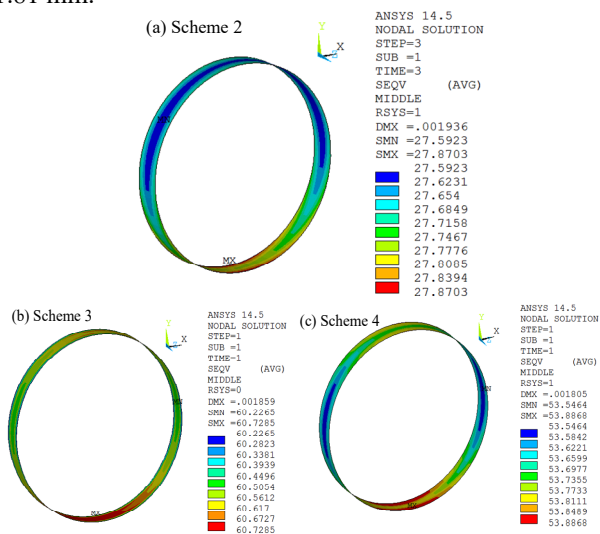 (a) Scheme 2
Y
X
Z
ANSYS 14.5
NODAL SOLUTION
STEP=3
SUB =1
TIME=3
SEQV (AVG)
MIDDLE
RSYS=1
DMX =.001936
SMN =27.5923
SMX =27.8703
27.5923
27.6231
27.654
27.6849
27.7158
27.7467
27.7776
27.8394
27.8703
MX
(b) Scheme 3
Y
X
ANSYS 14.5
NODAL SOLUTION
STEP=1
SUB =1
TIME=1
SEQV (AVG)
MIDDLE
RSYS=0
DMX =.001859
SMN =60.2265
SMX =60.7285
60.2265
60.2823
60.3381
60.3939
60.4496
60.5054
60.5612
60.617
60.6727
60.7285
MX
(c) Scheme 4
Y
X
ANSYS 14.5
NODAL SOLUTION
STEP=1
SUB =1
TIME=1
SEQV (AVG)
MIDDLE
RSYS=1
DMX =.001805
SMN =53.5464
SMX =53.8868
53.5464
53.5842
53.6221
53.6599
53.6977
53.7355
53.7733
53.8111
53.8489
53.8868